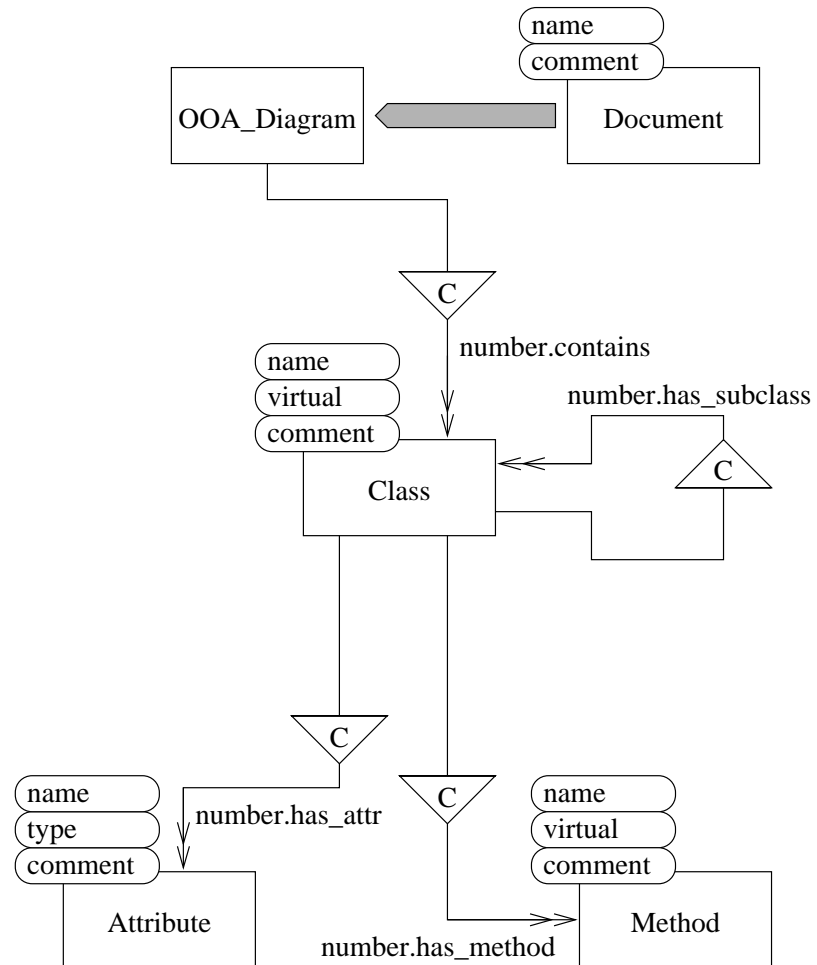 name
comment
OOA_Diagram
Document
C
number.contains
name
virtual
comment
number.has_subclass
C
Class
C
C
name
type
comment
number.has_attr
name
virtual
comment
Attribute
Method
number.has_method